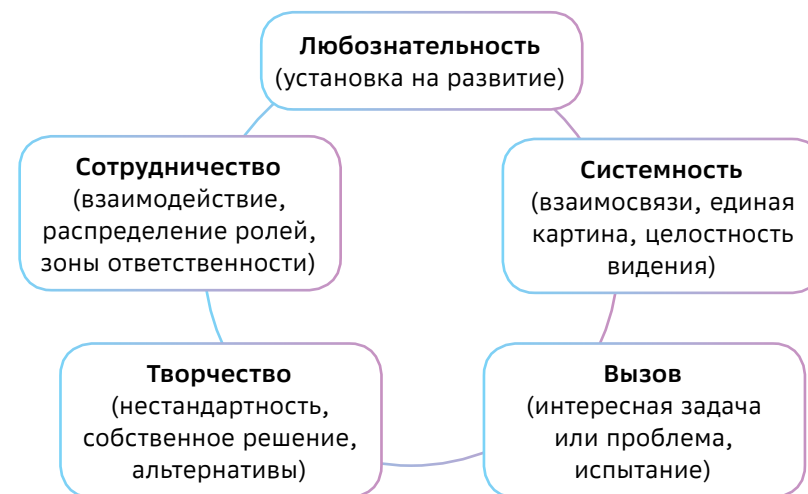 Любознательность
(установка на развитие)
Сотрудничество
(взаимодействие,
распределение ролей,
зоны ответственности)
Системность
(взаимосвязи, единая
картина, целостность
видения)
Творчество
(нестандартность,
собственное решение,
альтернативы)
Вызов
(интересная задача
или проблема,
испытание)